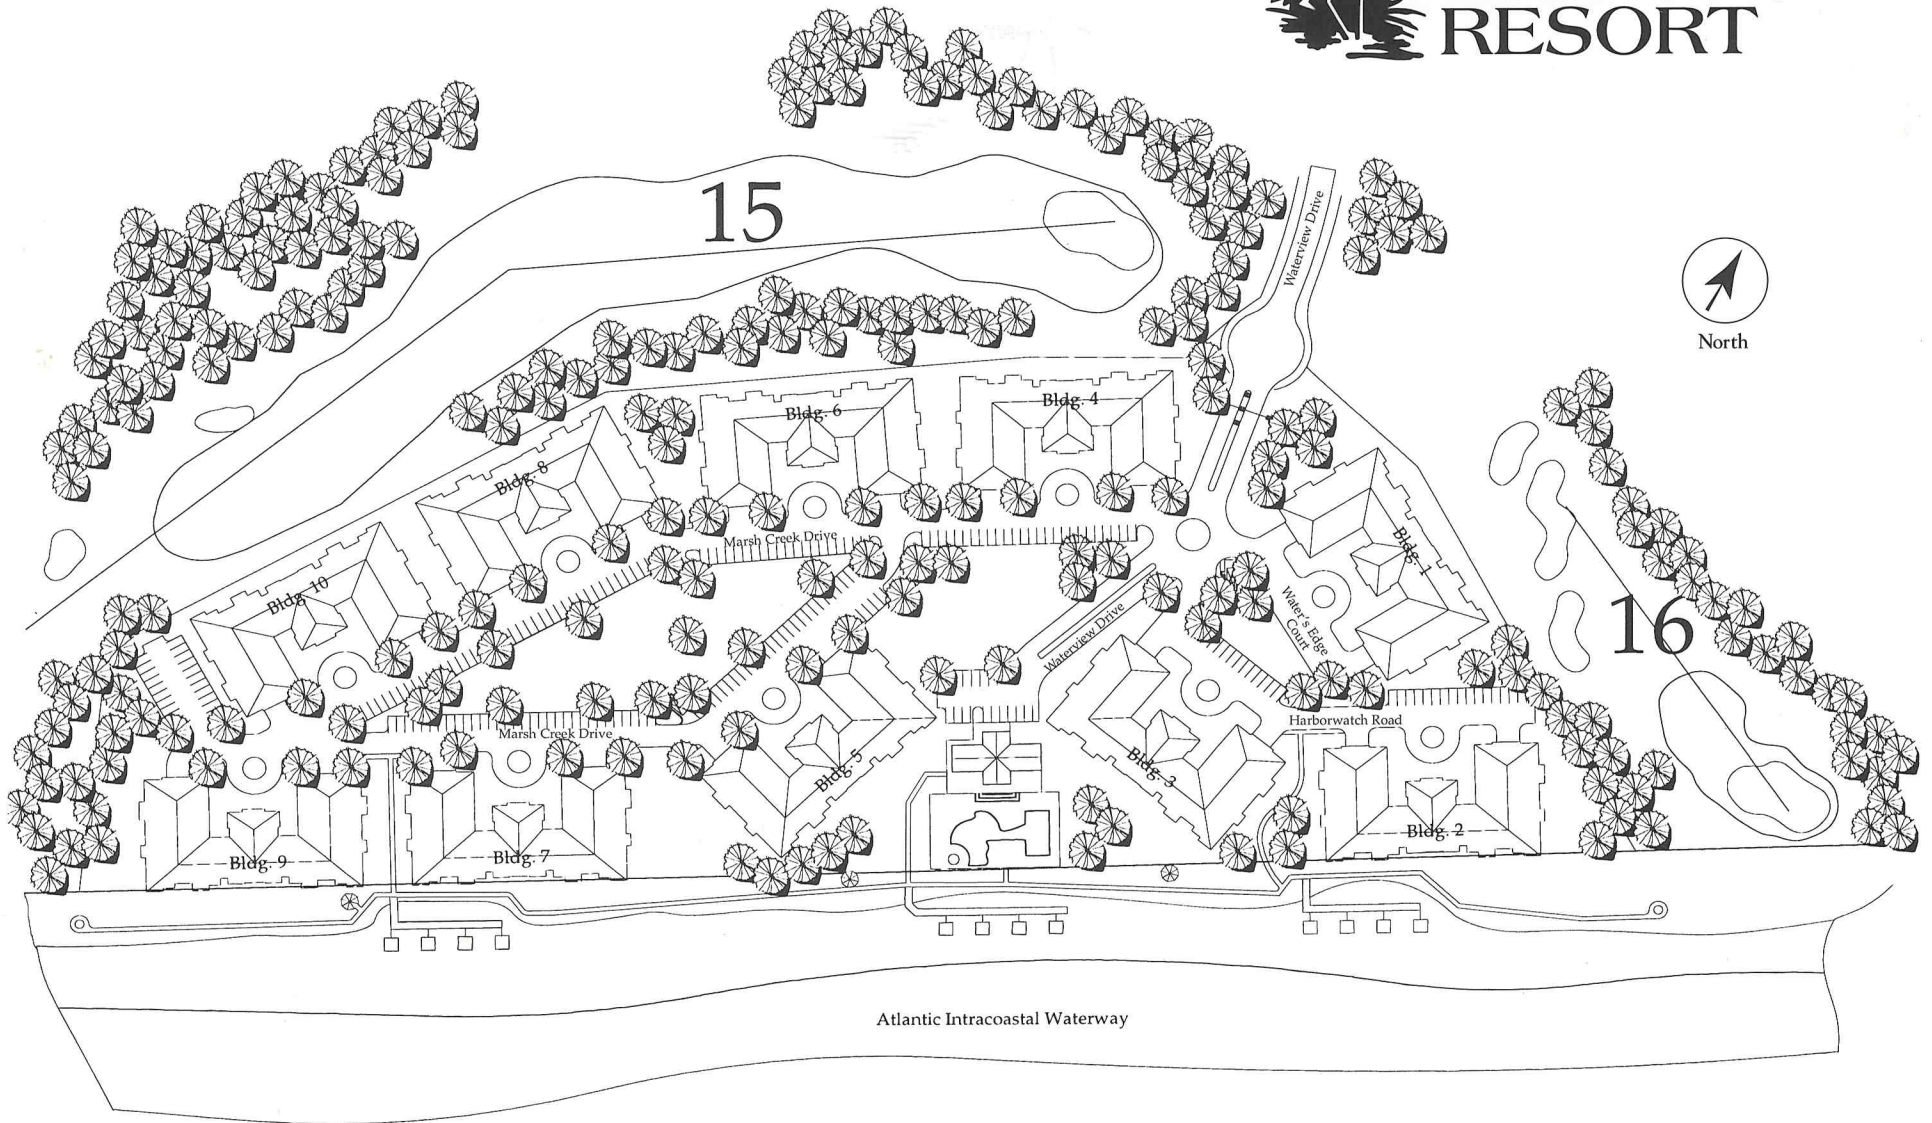 RESORT
15
Waterview Drive
North
Bldg. 6
Bldg. 4
Bldg. 8
Marsh Creek Drive
Bldg. 1
Bldg. 10
Water's Edge
Court
16
Waterview Drive
Harborwatch Road
Marsh Creek Drive
Bldg. 5
Bldg. 3
Bldg. 2
Bldg. 9
Bldg. 7
Atlantic Intracoastal Waterway